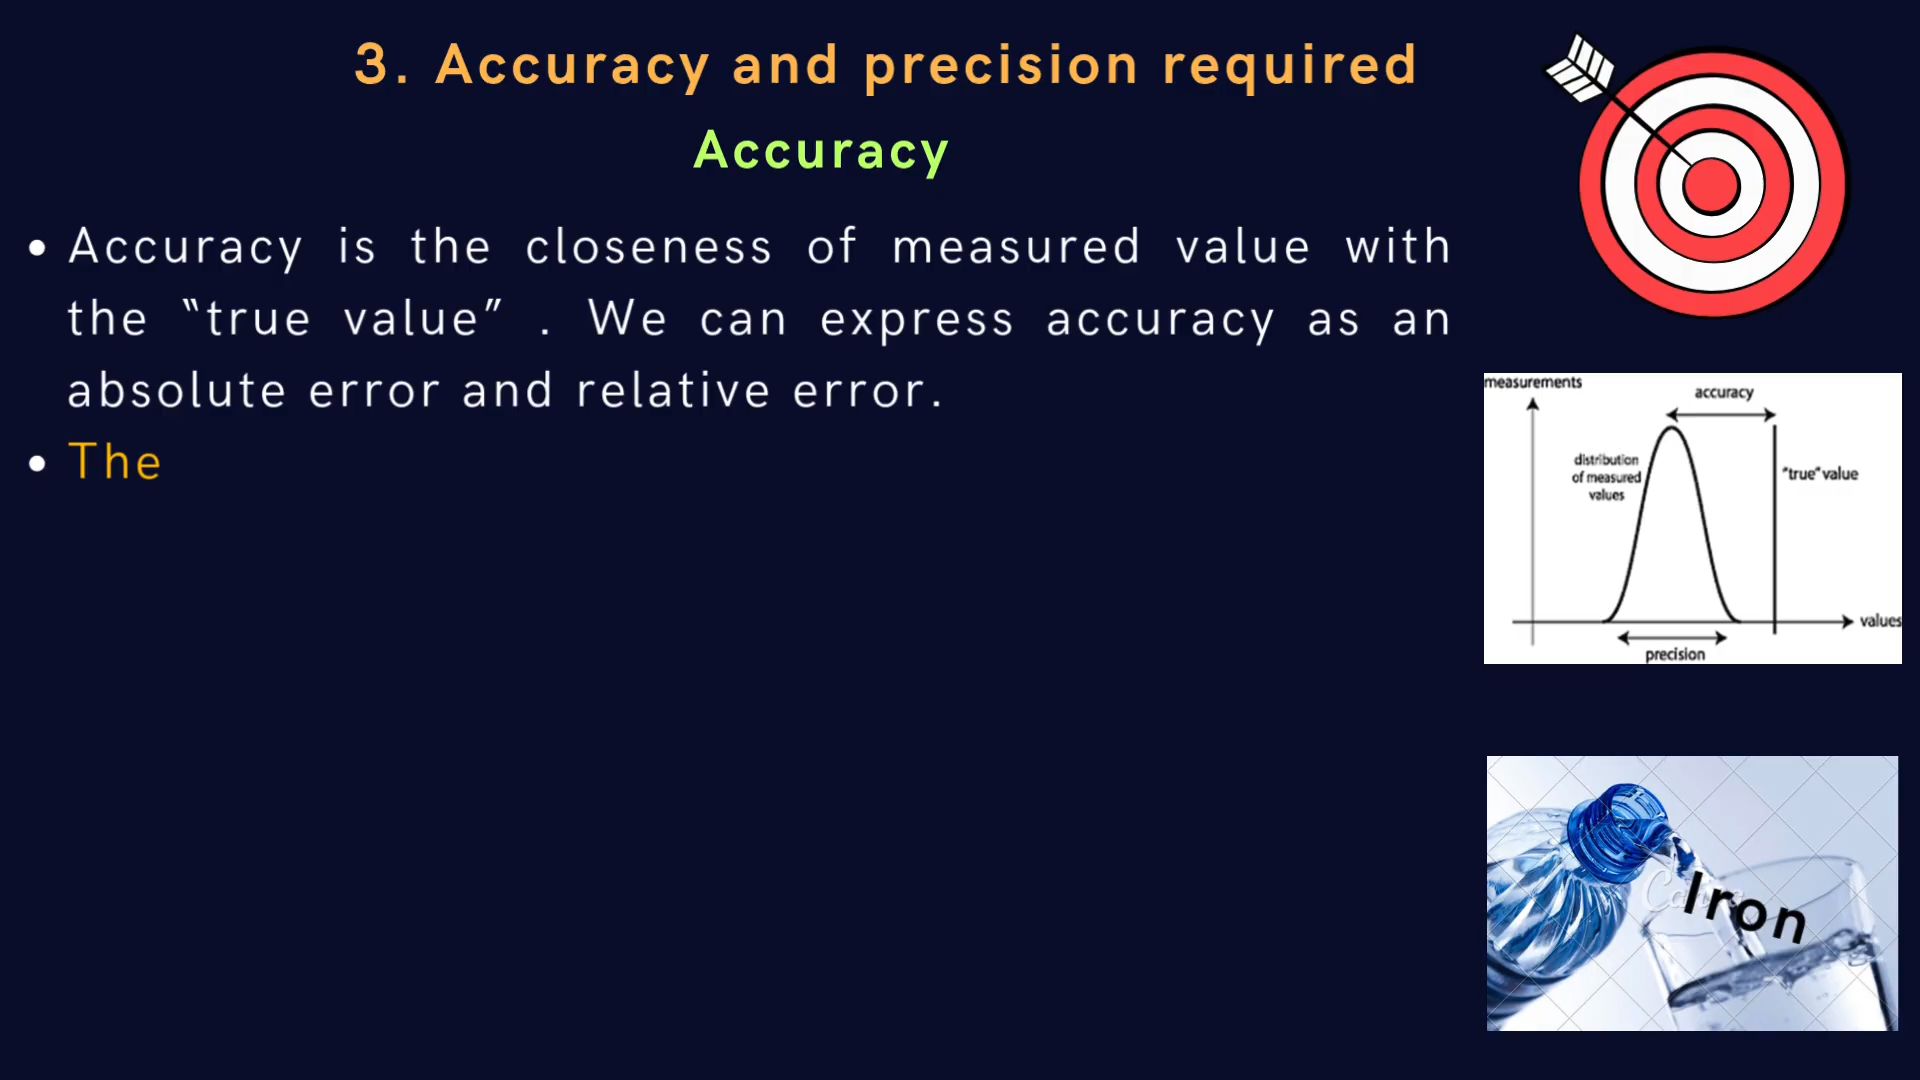 3. Accuracy and precision required
Accuracy
• Accuracy is the closeness of measured value with
the “true value” . We can express accuracy as an
absolute error and relative error.
• The
measurements
accuracy
distribution
of measured
values
“true” value
values
precision
Iron